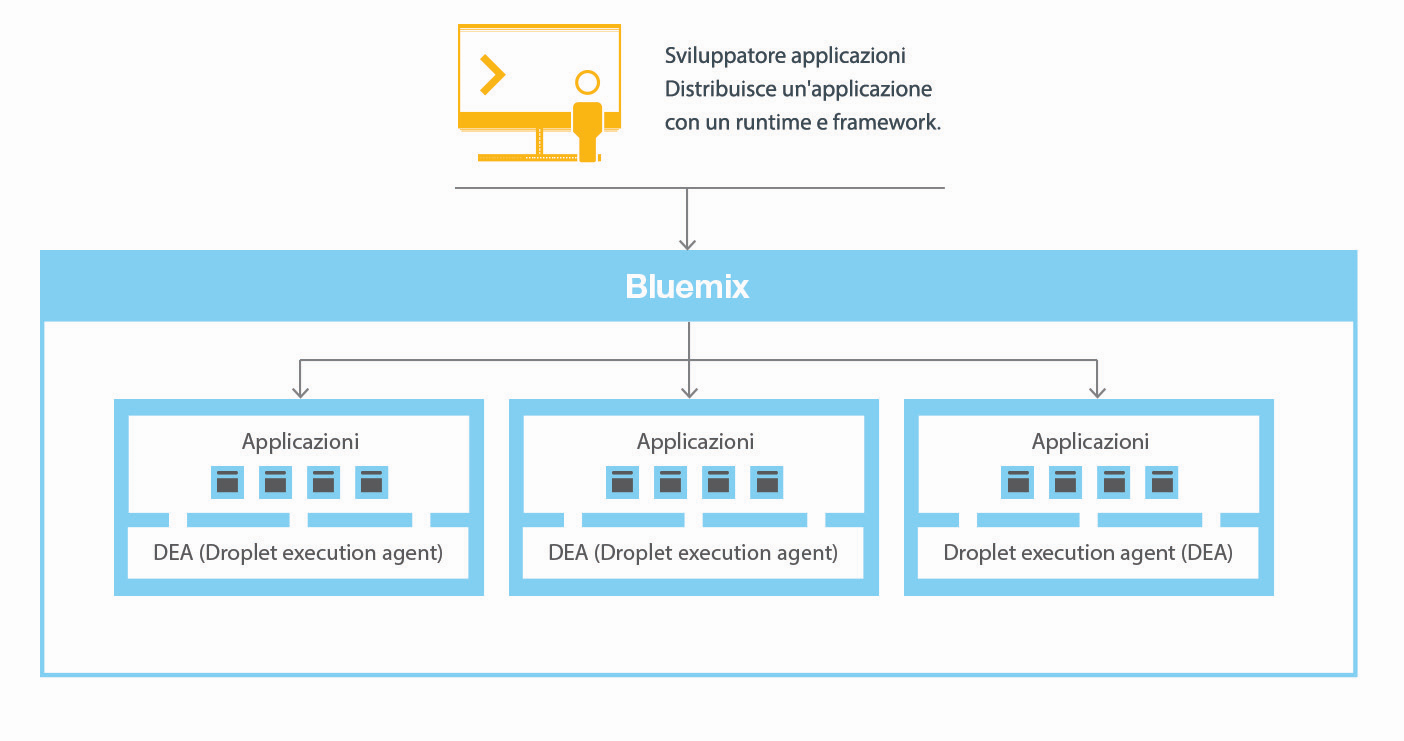 Sviluppatore applicazioni
Distribuisce un'applicazione
con un runtime e framework.
Bluemix
Applicazioni
DEA (Droplet execution agent)
Applicazioni
DEA (Droplet execution agent)
Applicazioni
Droplet execution agent (DEA)